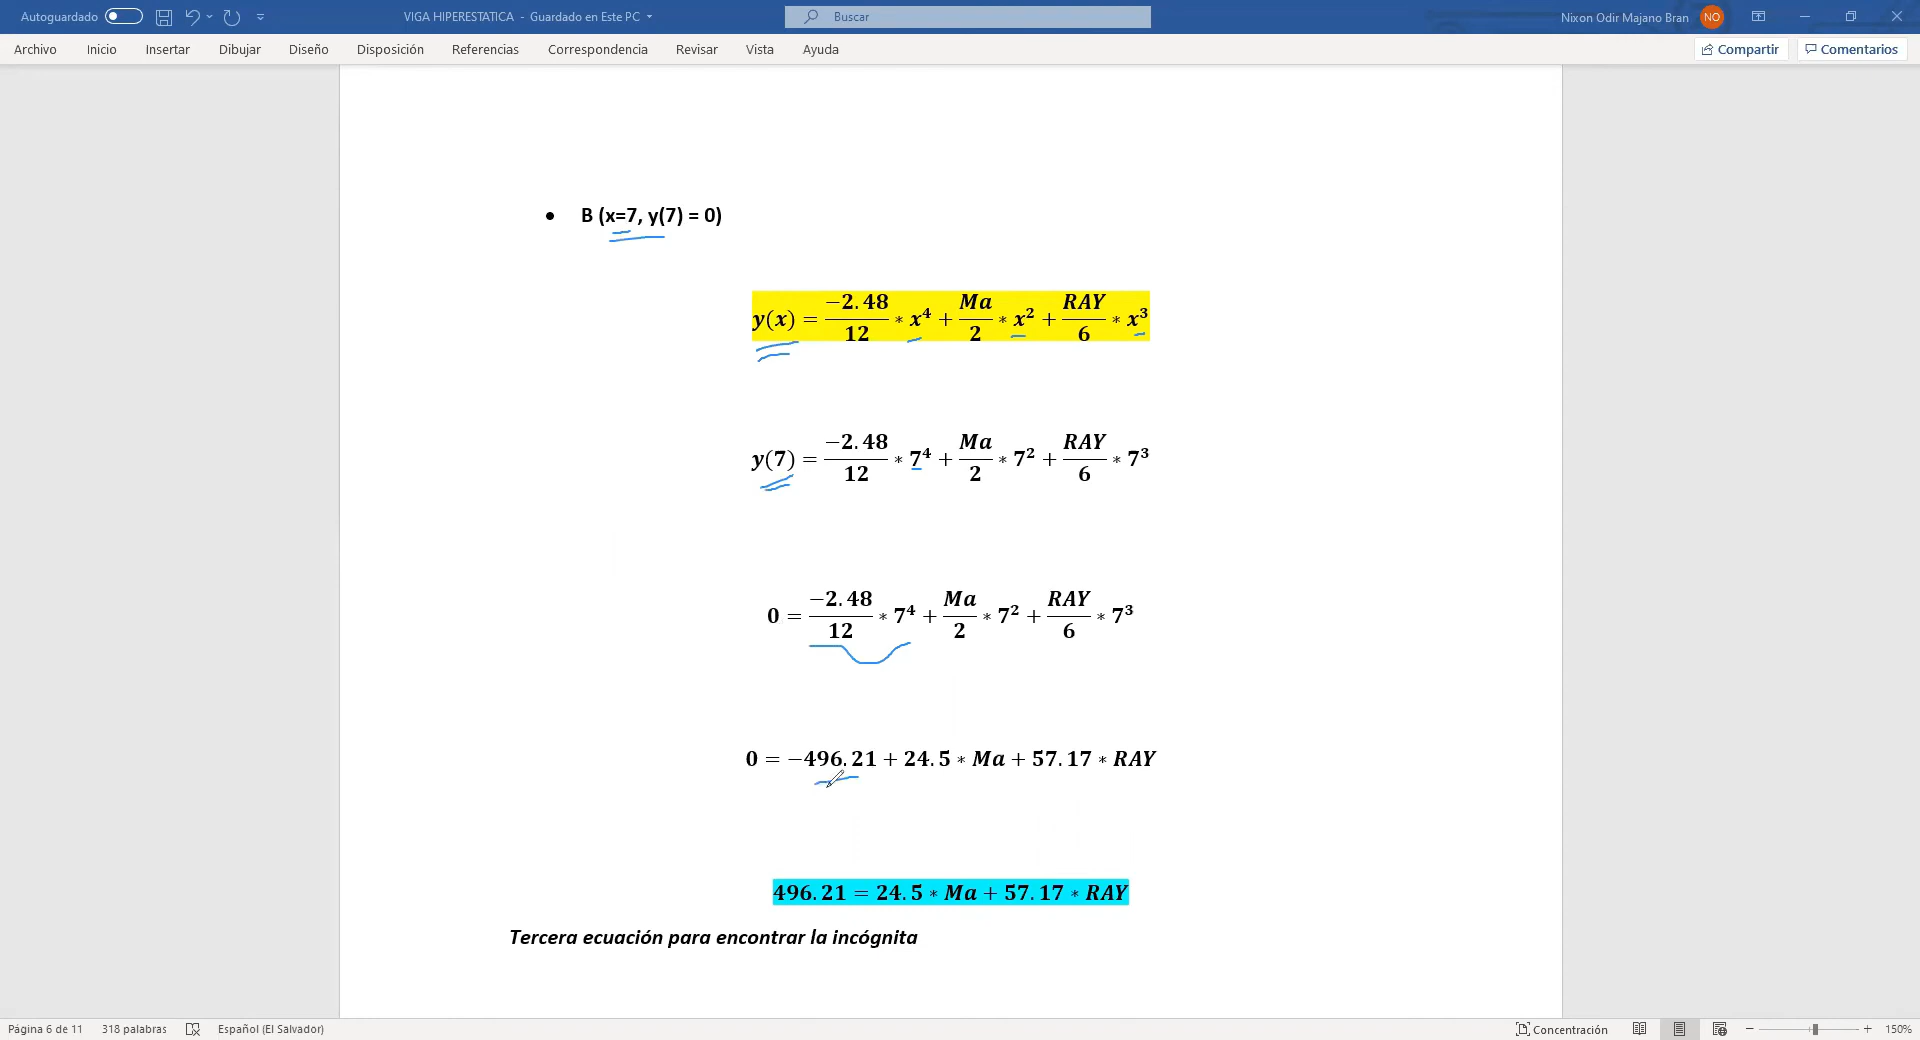 Autoguardado VIGA HIPERESTATICA - Guardado en Este PC Buscar Nixon Odir Majano Bran NO
Archivo Inicio Insertar Dibujar Diseño Disposición Referencias Correspondencia Revisar Vista Ayuda Compartir Comentarios
• B (x=7, y(7) = 0)
y(x) = −2.48/12 ∗ x⁴ + Ma/2 ∗ x² + RAY/6 ∗ x³
y(7) = −2.48/12 ∗ 7⁴ + Ma/2 ∗ 7² + RAY/6 ∗ 7³
0 = −2.48/12 ∗ 7⁴ + Ma/2 ∗ 7² + RAY/6 ∗ 7³
0 = −496.21 + 24.5 ∗ Ma + 57.17 ∗ RAY
496.21 = 24.5 ∗ Ma + 57.17 ∗ RAY
Tercera ecuación para encontrar la incógnita
Página 6 de 11 318 palabras Español (El Salvador) Concentración − + 150%